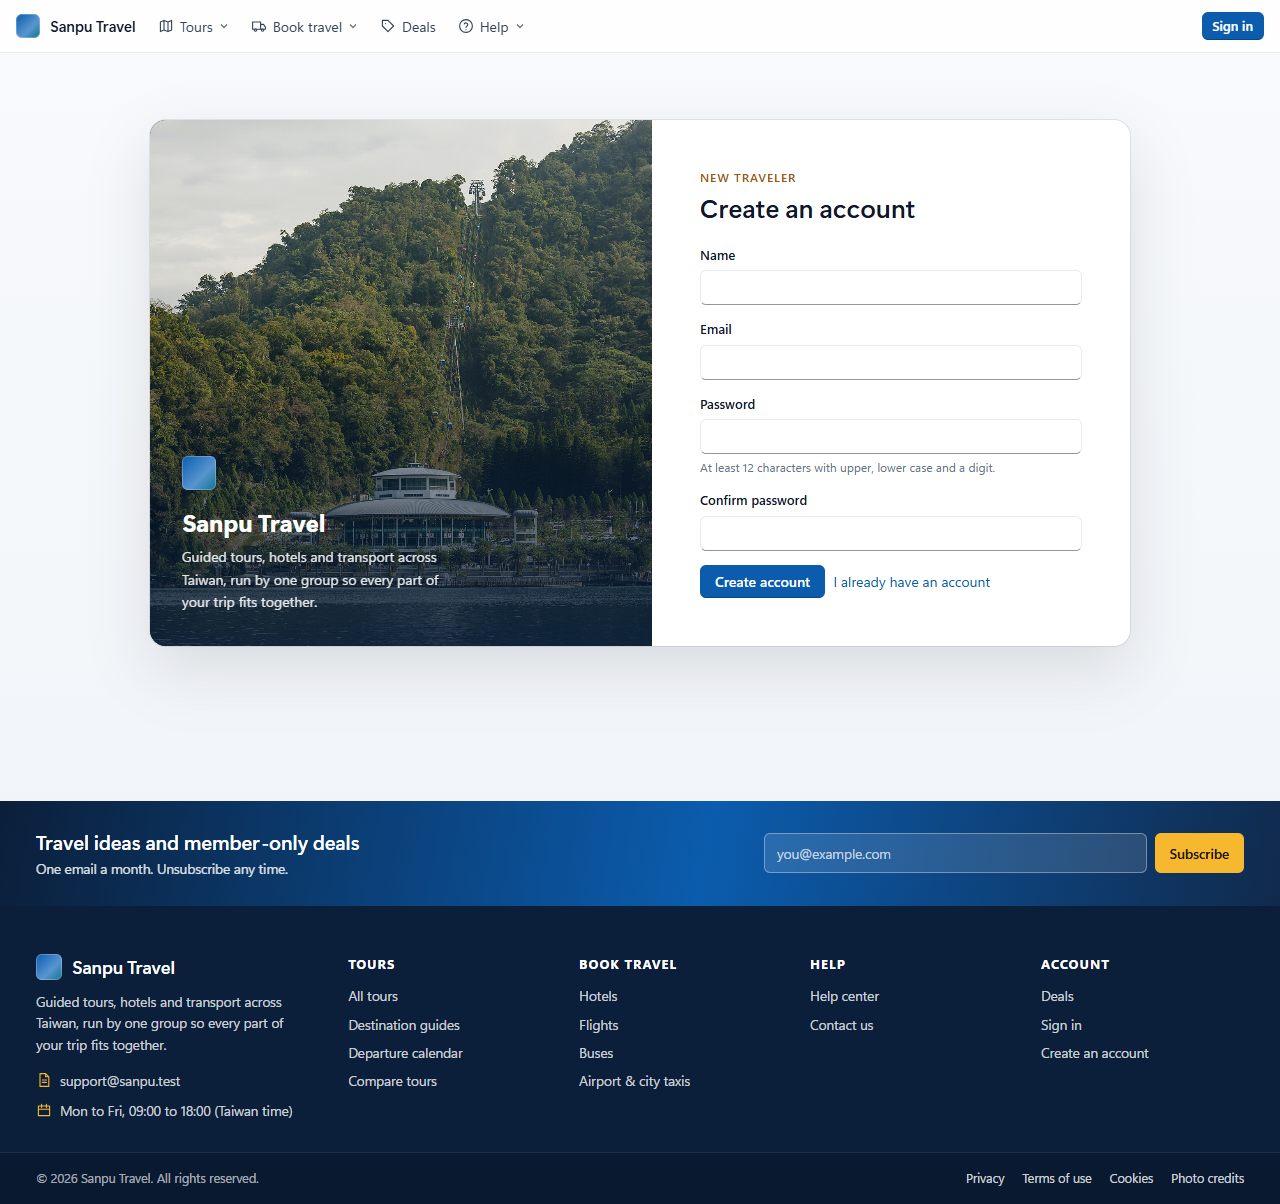 Sanpu Travel
Tours
Book travel
Deals
Help
Sign in
Sanpu Travel
Guided tours, hotels and transport across
Taiwan, run by one group so every part of
your trip fits together.
NEW TRAVELER
Create an account
Name
Email
Password
At least 12 characters with upper, lower case and a digit.
Confirm password
Create account
I already have an account
Travel ideas and member-only deals
One email a month. Unsubscribe any time.
you@example.com
Subscribe
Sanpu Travel
Guided tours, hotels and transport across
Taiwan, run by one group so every part of
your trip fits together.
support@sanpu.test
Mon to Fri, 09:00 to 18:00 (Taiwan time)
TOURS
All tours
Destination guides
Departure calendar
Compare tours
BOOK TRAVEL
Hotels
Flights
Buses
Airport & city taxis
HELP
Help center
Contact us
ACCOUNT
Deals
Sign in
Create an account
© 2026 Sanpu Travel. All rights reserved.
Privacy
Terms of use
Cookies
Photo credits